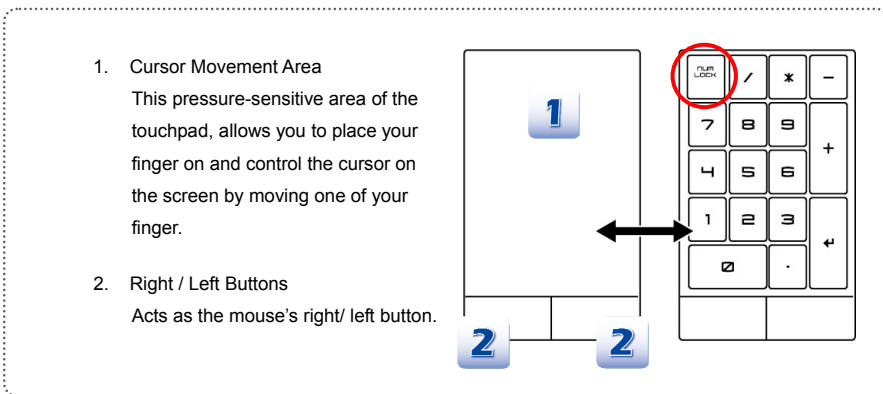 1. Cursor Movement Area
This pressure-sensitive area of the
touchpad, allows you to place your
finger on and control the cursor on
the screen by moving one of your
finger.
2. Right / Left Buttons
Acts as the mouse's right/ left button.
1
2 2
NUM
LOCK / * -
7 8 9
+
4 5 6
1 2 3
↵
0 .